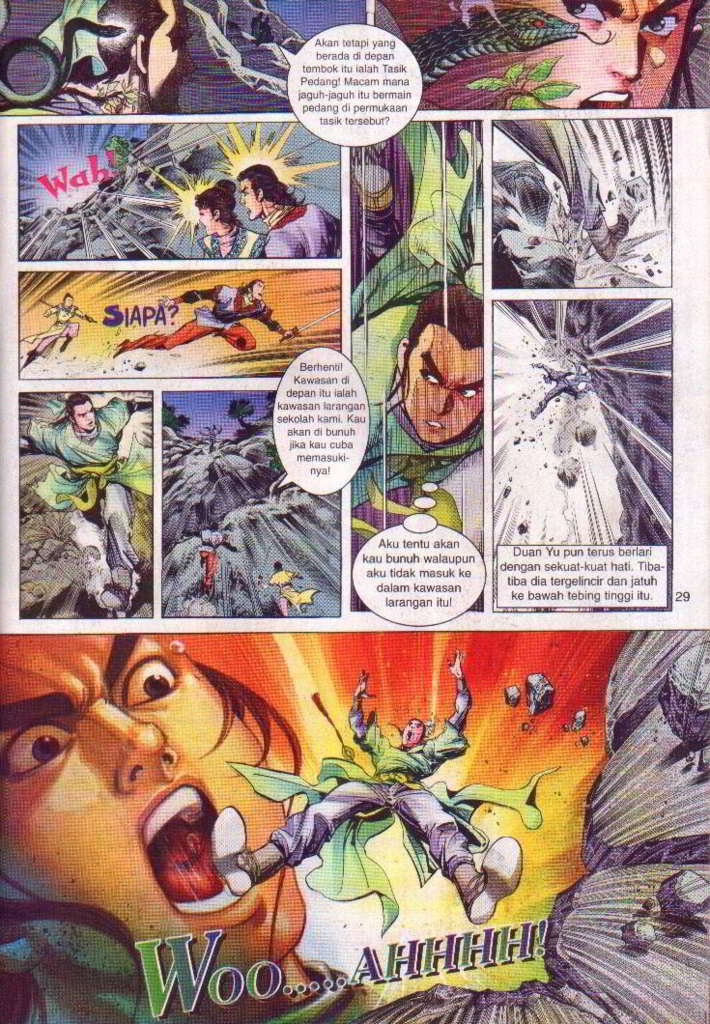 Akan tetapi yang
berada di depan
tembok itu ialah Tasik
Pedang! Macam mana
jaguh-jaguh itu bermain
pedang di permukaan
tasik tersebut?
Wah!
SIAPA?
Berhenti!
Kawasan di
depan itu ialah
kawasan larangan
sekolah kami. Kau
akan di bunuh
jika kau cuba
memasuki-
nya!
Aku tentu akan
kau bunuh walaupun
aku tidak masuk ke
dalam kawasan
larangan itu!
Duan Yu pun terus berlari
dengan sekuat-kuat hati. Tiba-
tiba dia tergelincir dan jatuh
ke bawah tebing tinggi itu.
29
WOO.....AHHHHH!